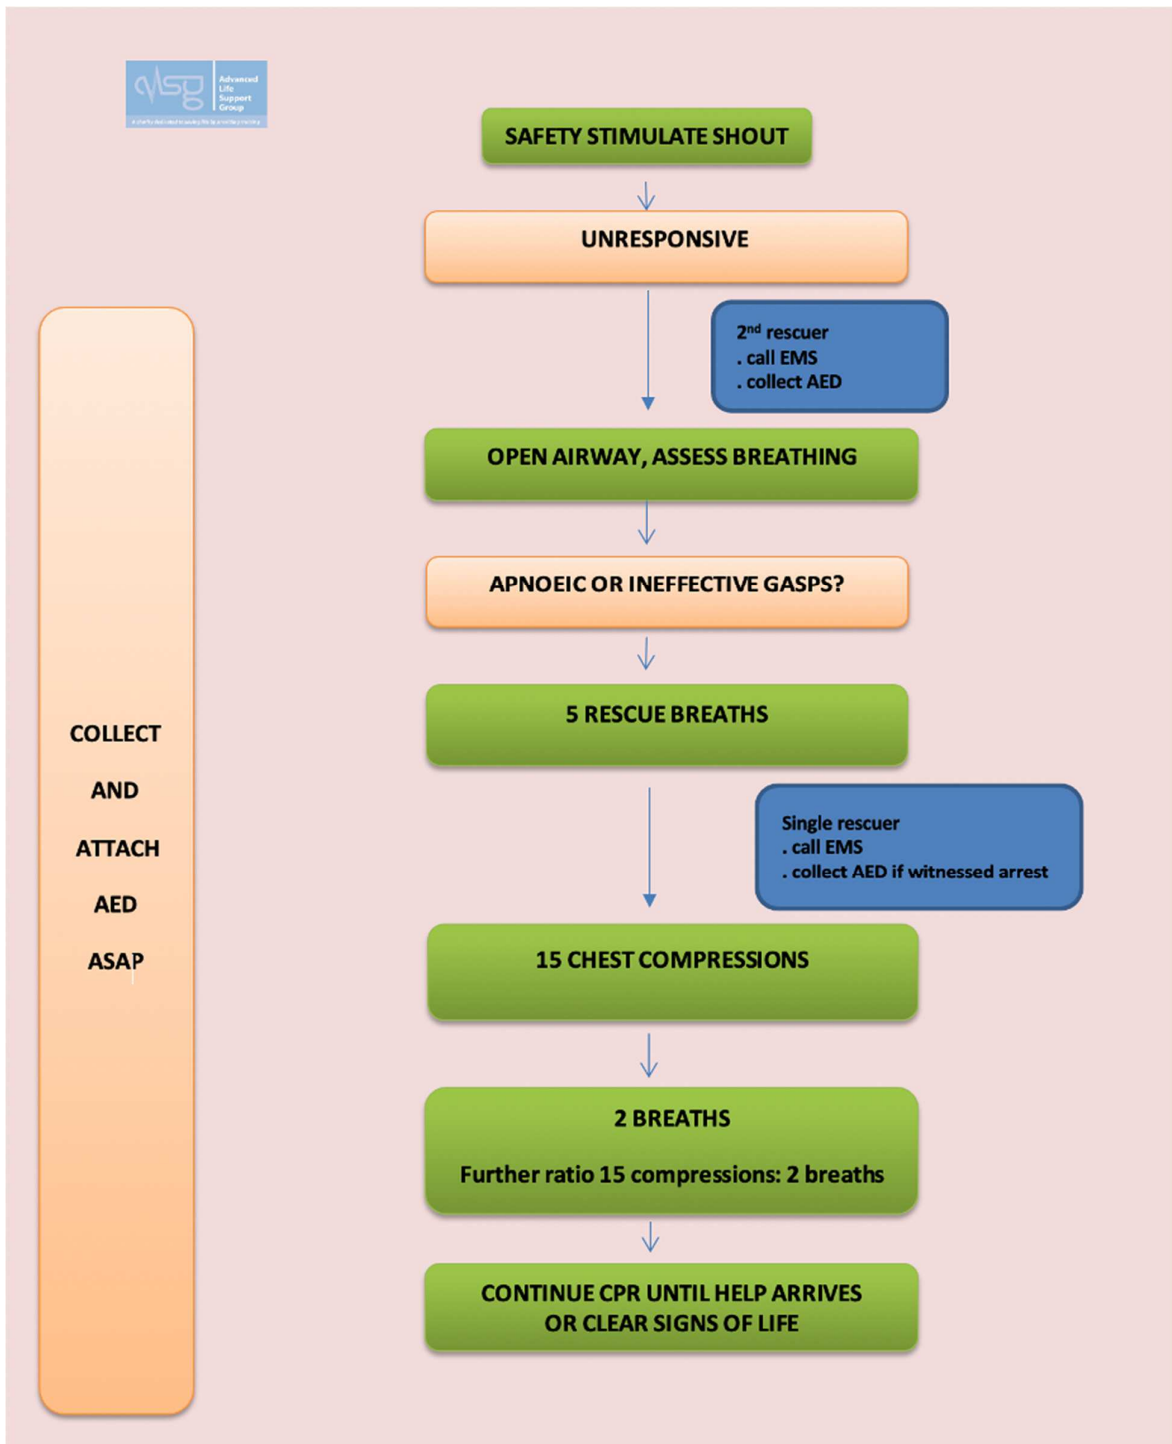 Advanced
Life
Support
Group
SAFETY STIMULATE SHOUT
UNRESPONSIVE
2nd rescuer
. call EMS
. collect AED
OPEN AIRWAY, ASSESS BREATHING
APNOEIC OR INEFFECTIVE GASPS?
5 RESCUE BREATHS
Single rescuer
. call EMS
. collect AED if witnessed arrest
15 CHEST COMPRESSIONS
2 BREATHS
Further ratio 15 compressions: 2 breaths
CONTINUE CPR UNTIL HELP ARRIVES
OR CLEAR SIGNS OF LIFE
COLLECT
AND
ATTACH
AED
ASAP